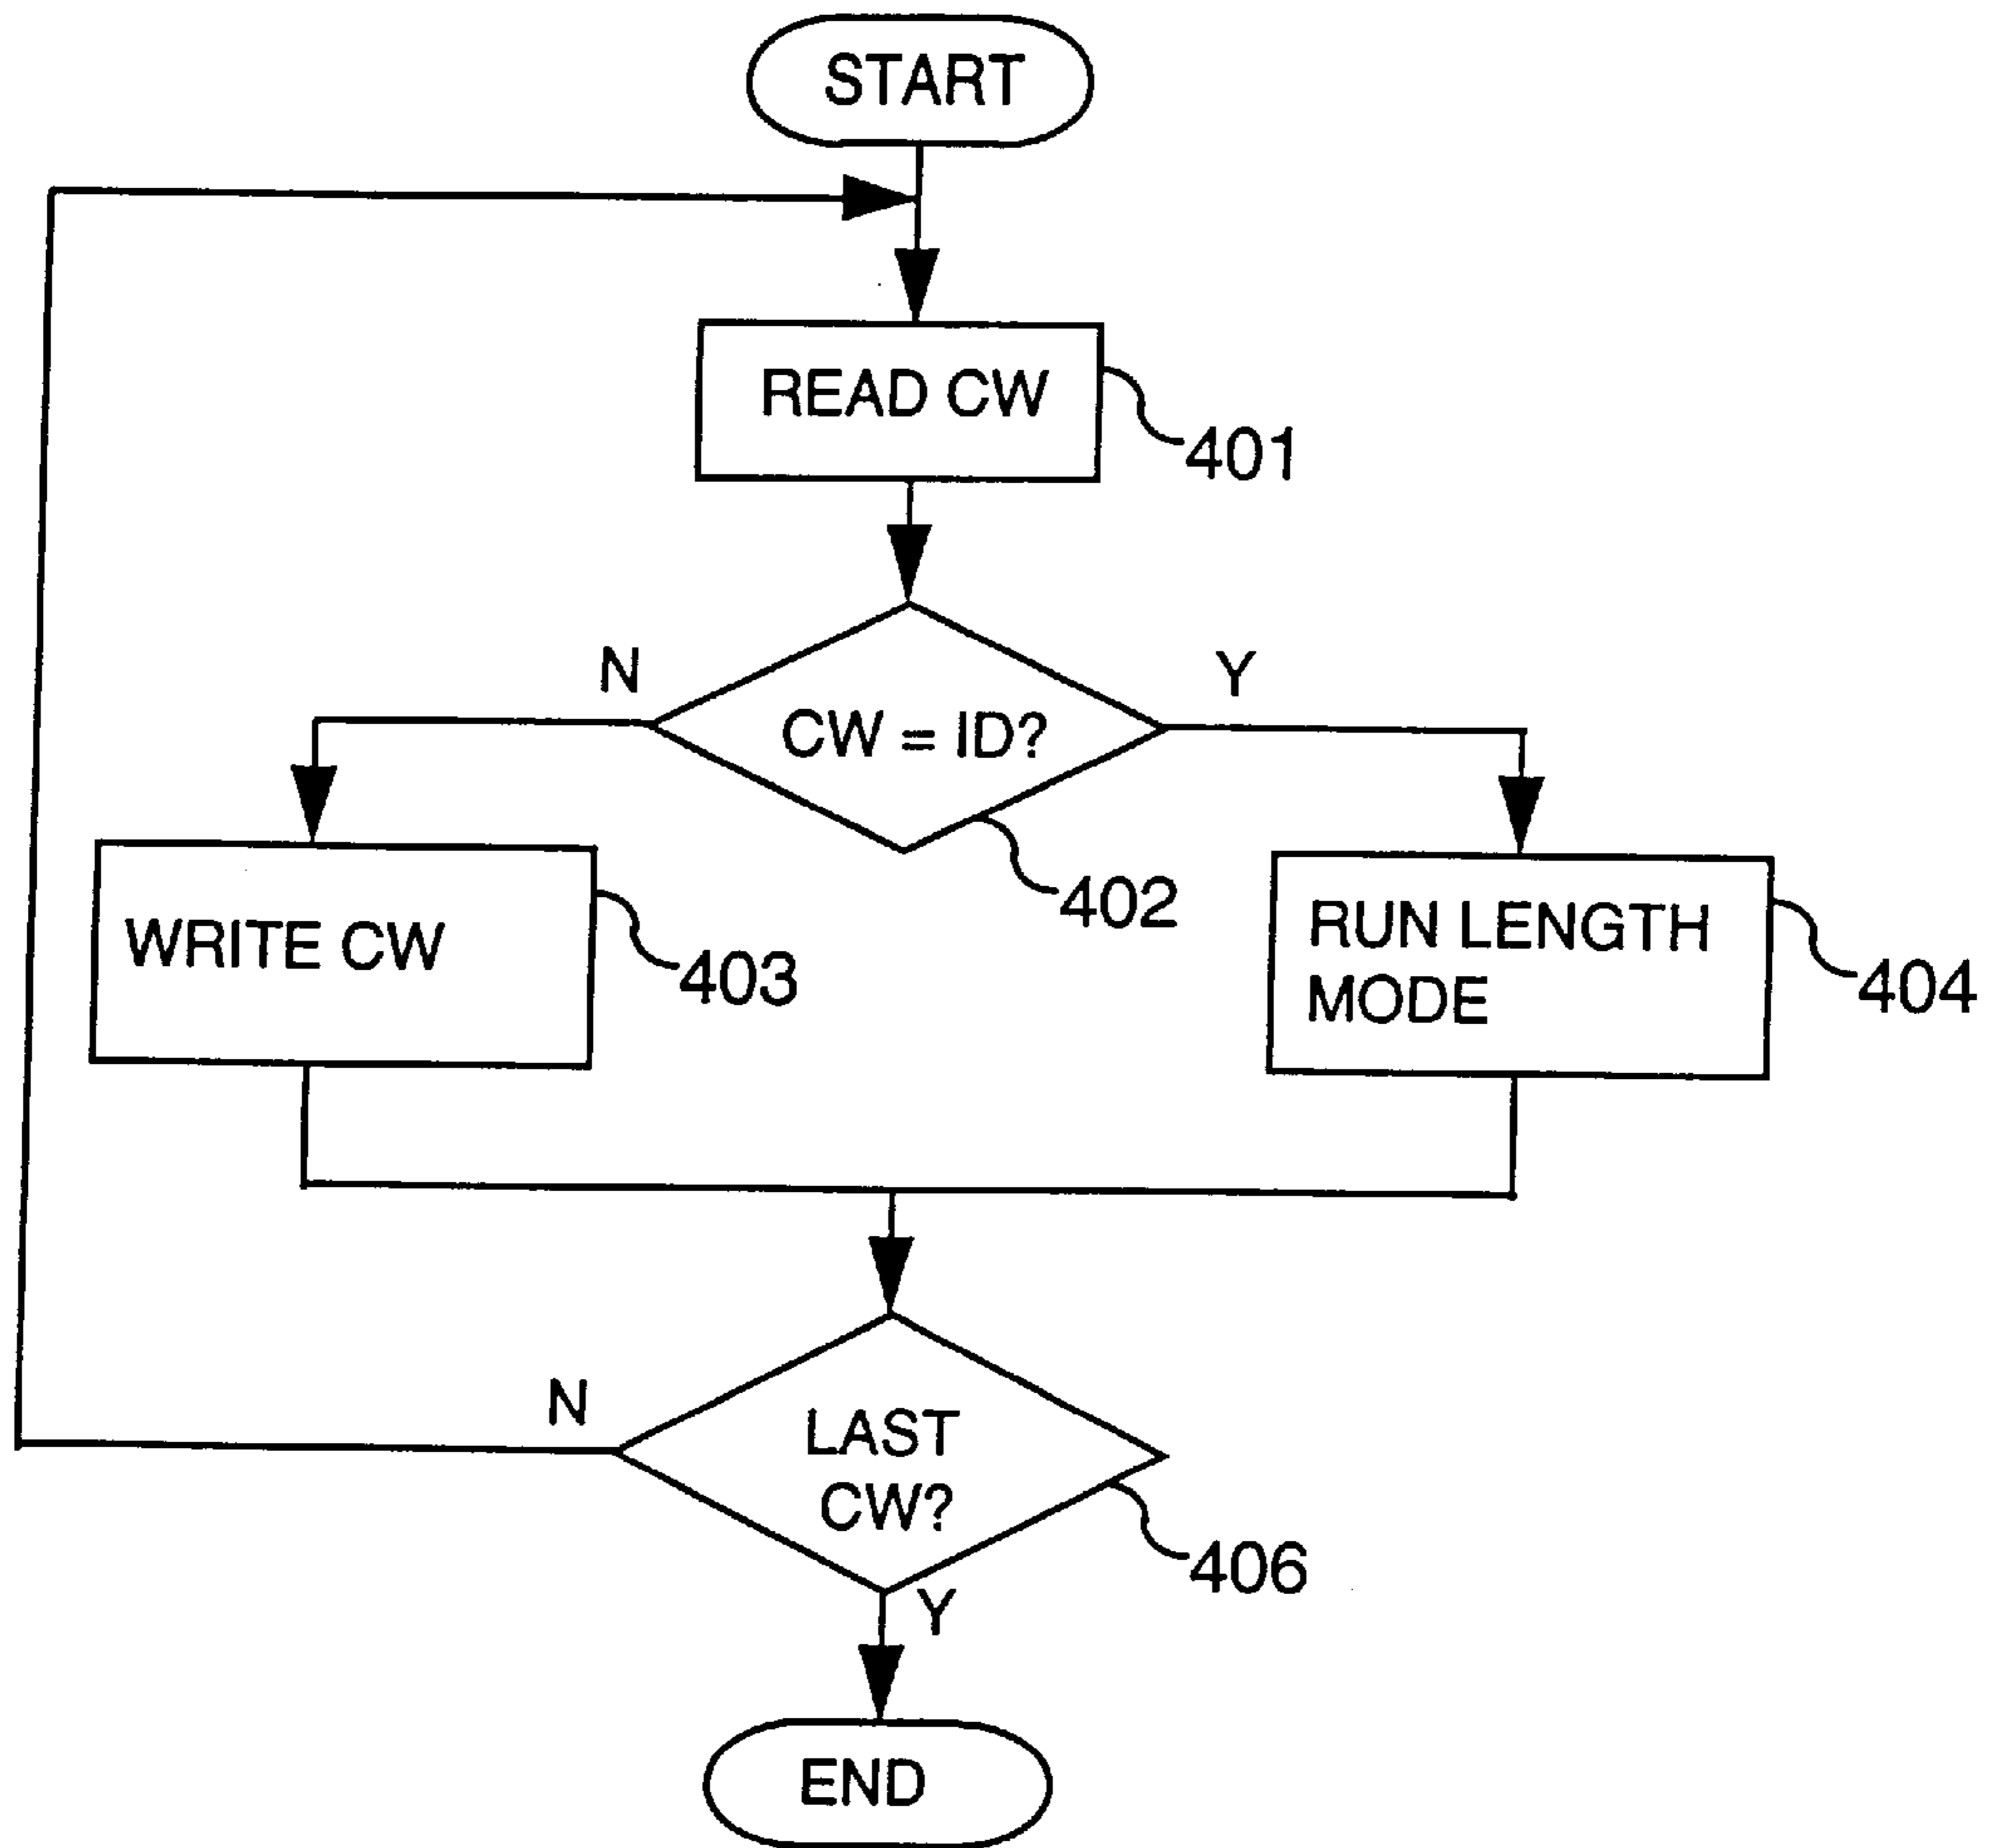 START
READ CW
401
N
Y
CW = ID?
402
WRITE CW
403
RUN LENGTH
MODE
404
N
LAST
CW?
406
Y
END